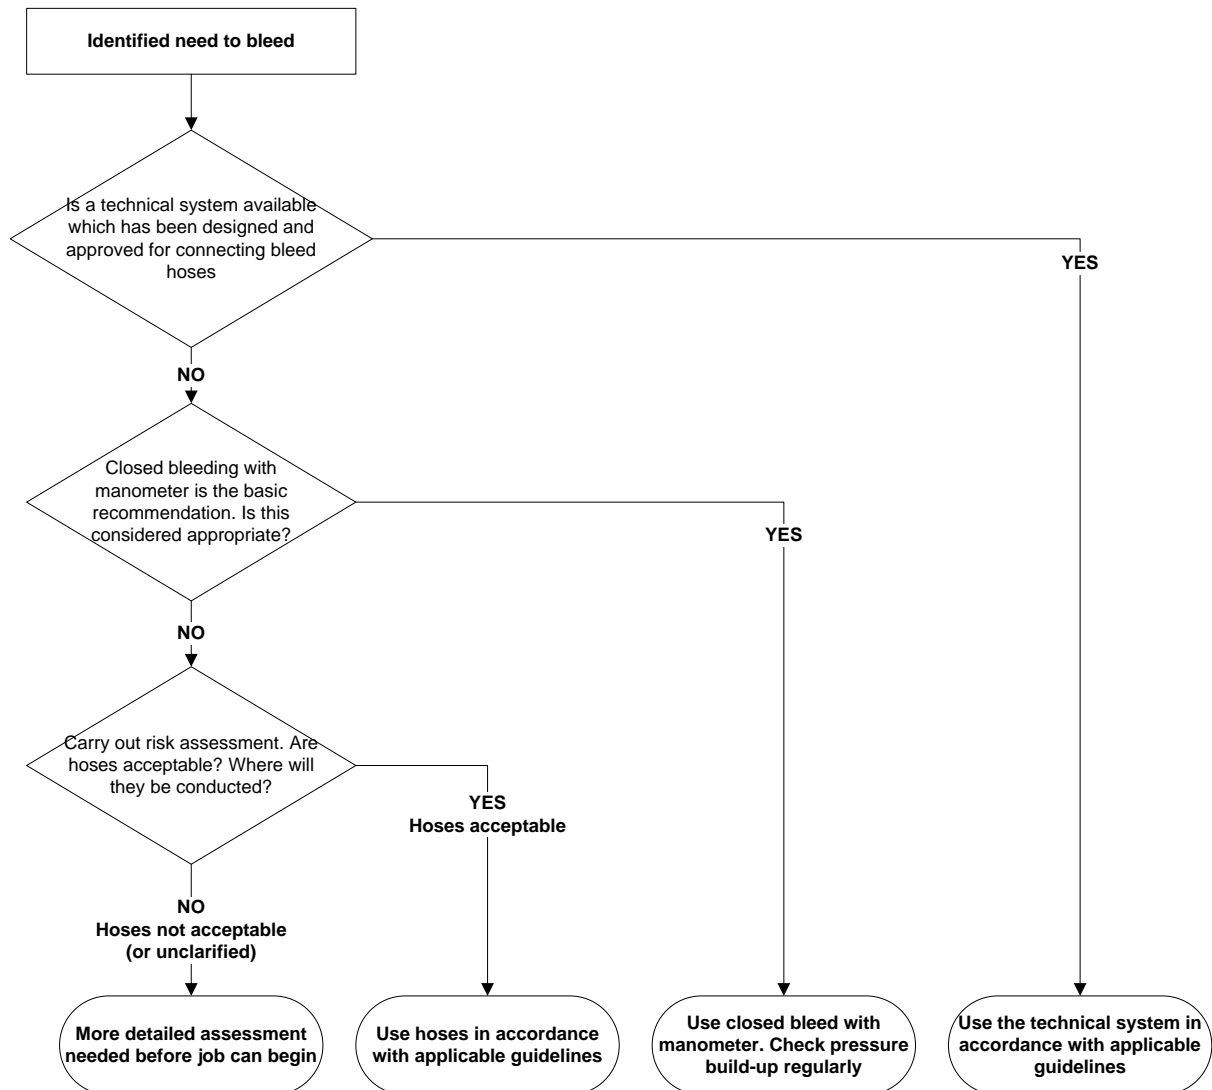 Identified need to bleed
Is a technical system available
which has been designed and
approved for connecting bleed
hoses
YES
NO
Closed bleeding with
manometer is the basic
recommendation. Is this
considered appropriate?
YES
NO
Carry out risk assessment. Are
hoses acceptable? Where will
they be conducted?
YES
Hoses acceptable
NO
Hoses not acceptable
(or unclarified)
More detailed assessment
needed before job can begin
Use hoses in accordance
with applicable guidelines
Use closed bleed with
manometer. Check pressure
build-up regularly
Use the technical system in
accordance with applicable
guidelines